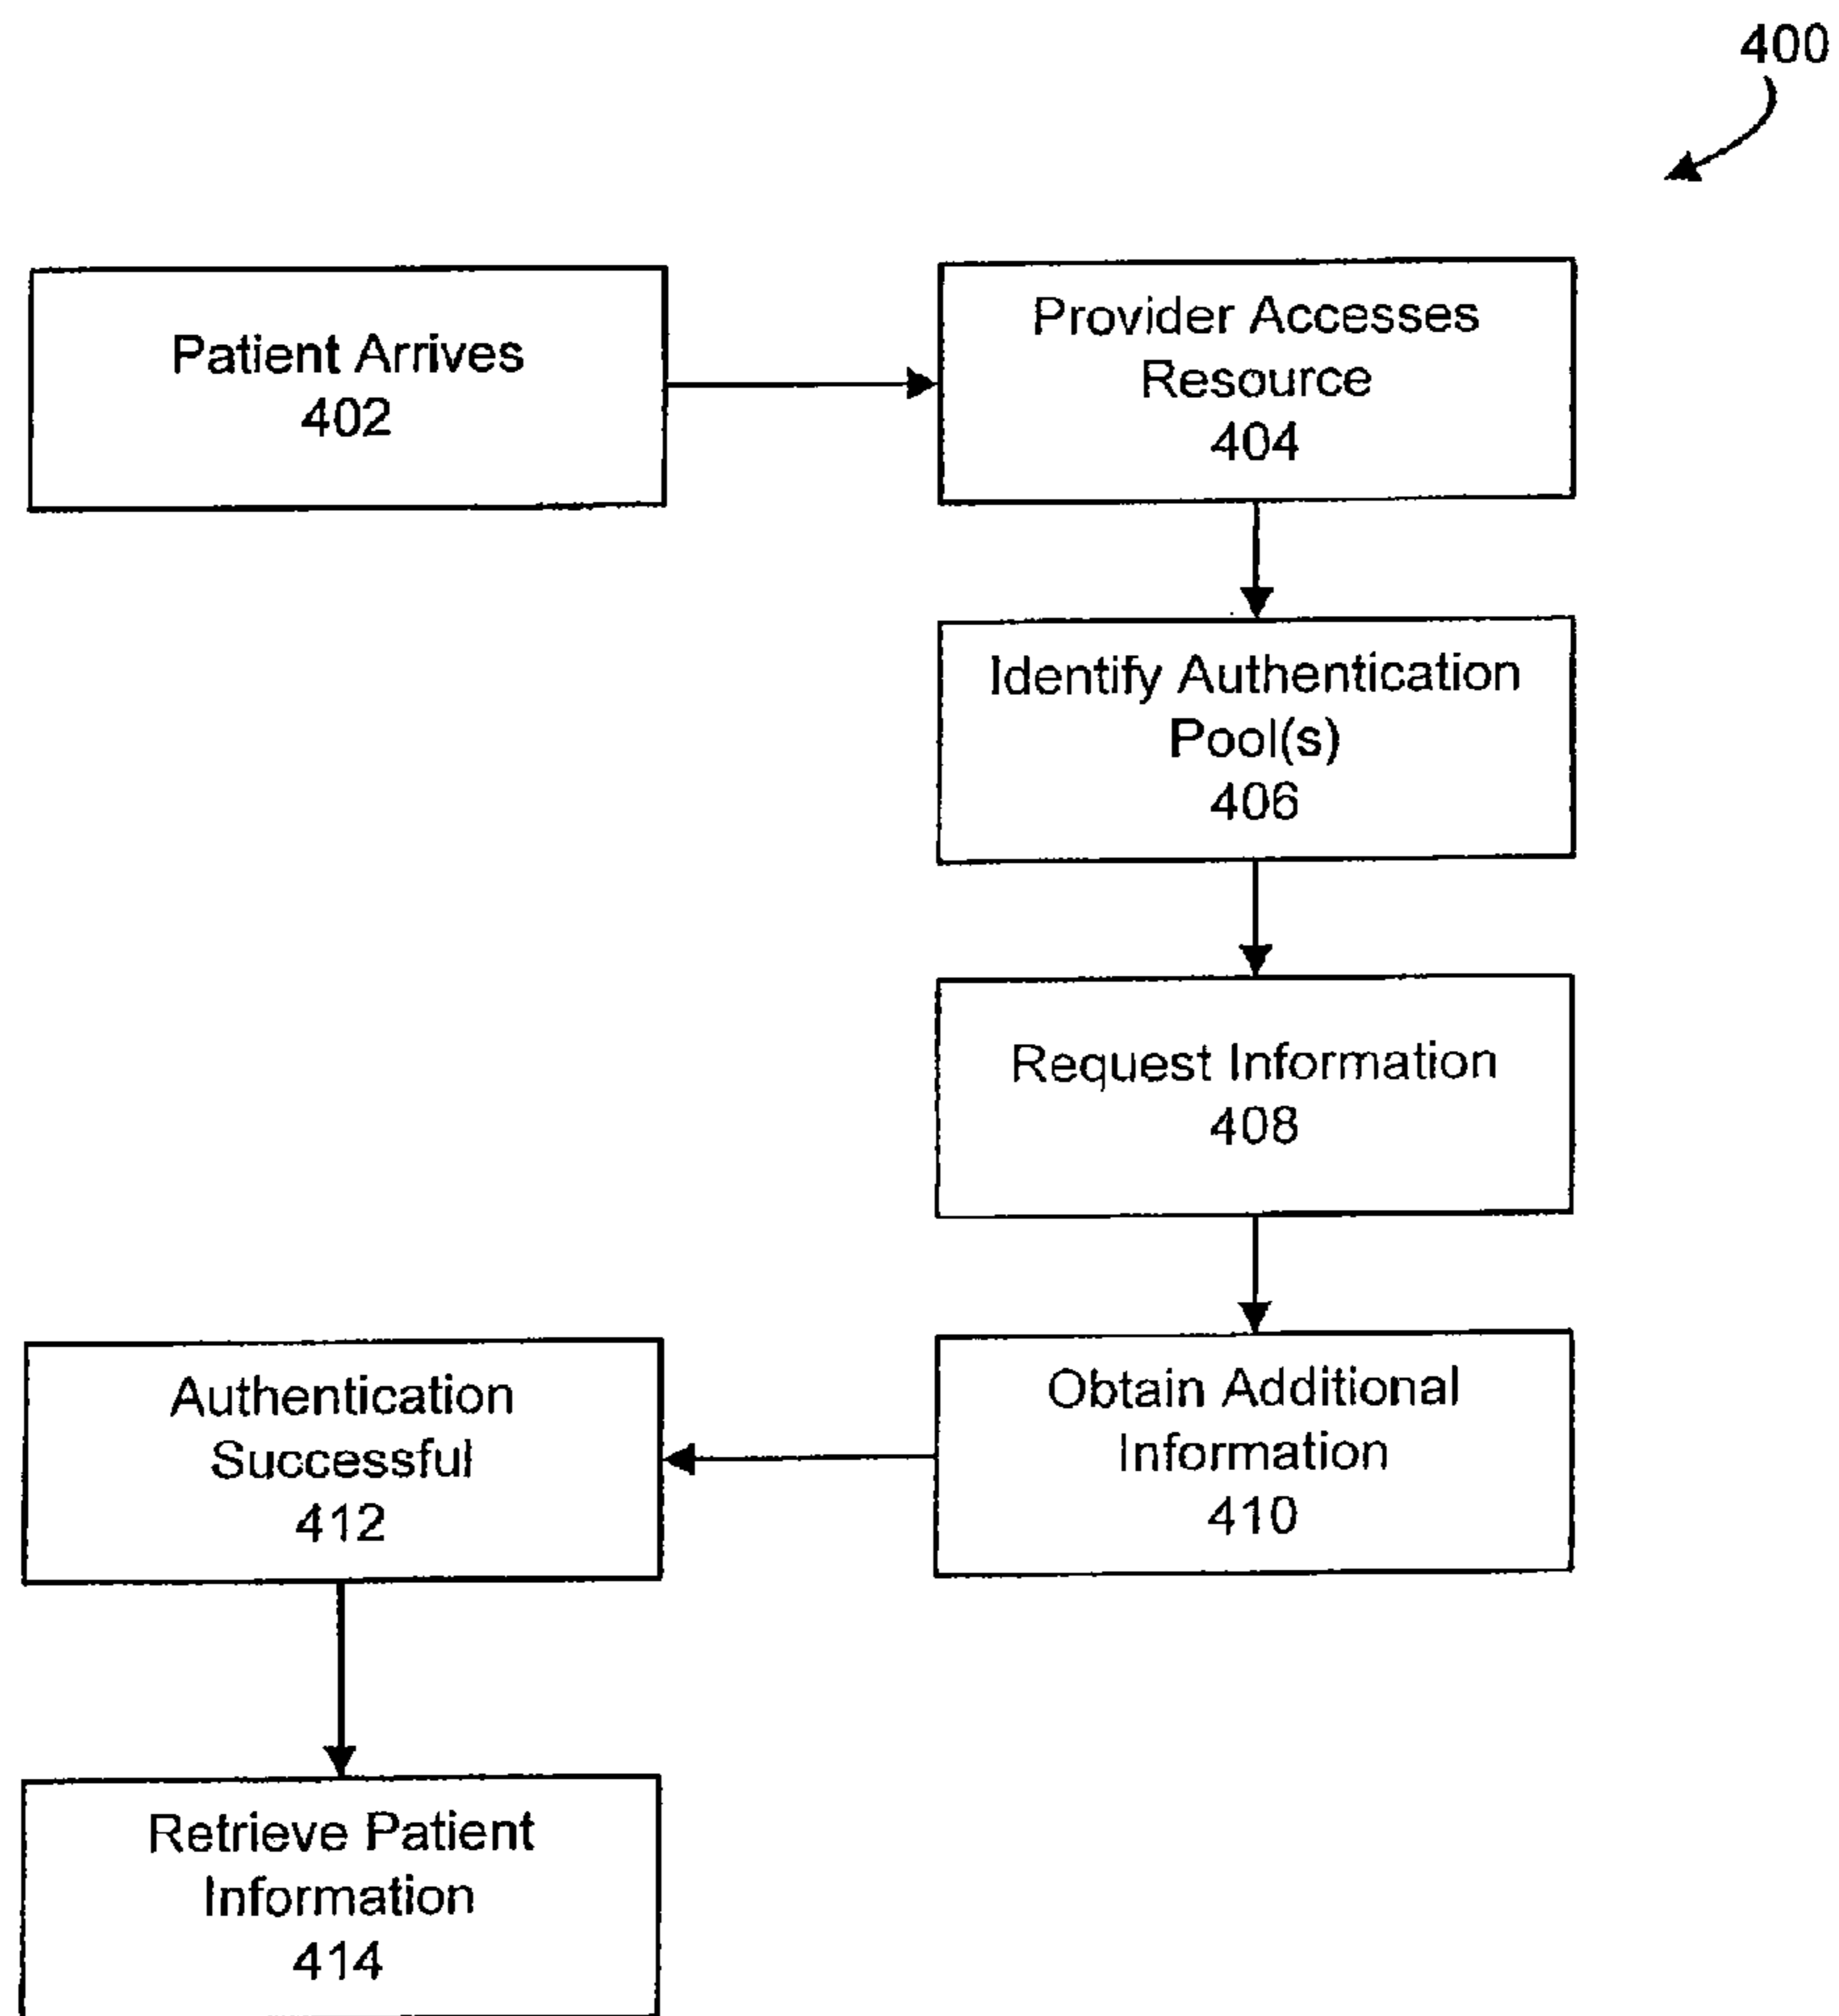 400
Patient Arrives
402
Provider Accesses
Resource
404
Identify Authentication
Pool(s)
406
Request Information
408
Obtain Additional
Information
410
Authentication
Successful
412
Retrieve Patient
Information
414